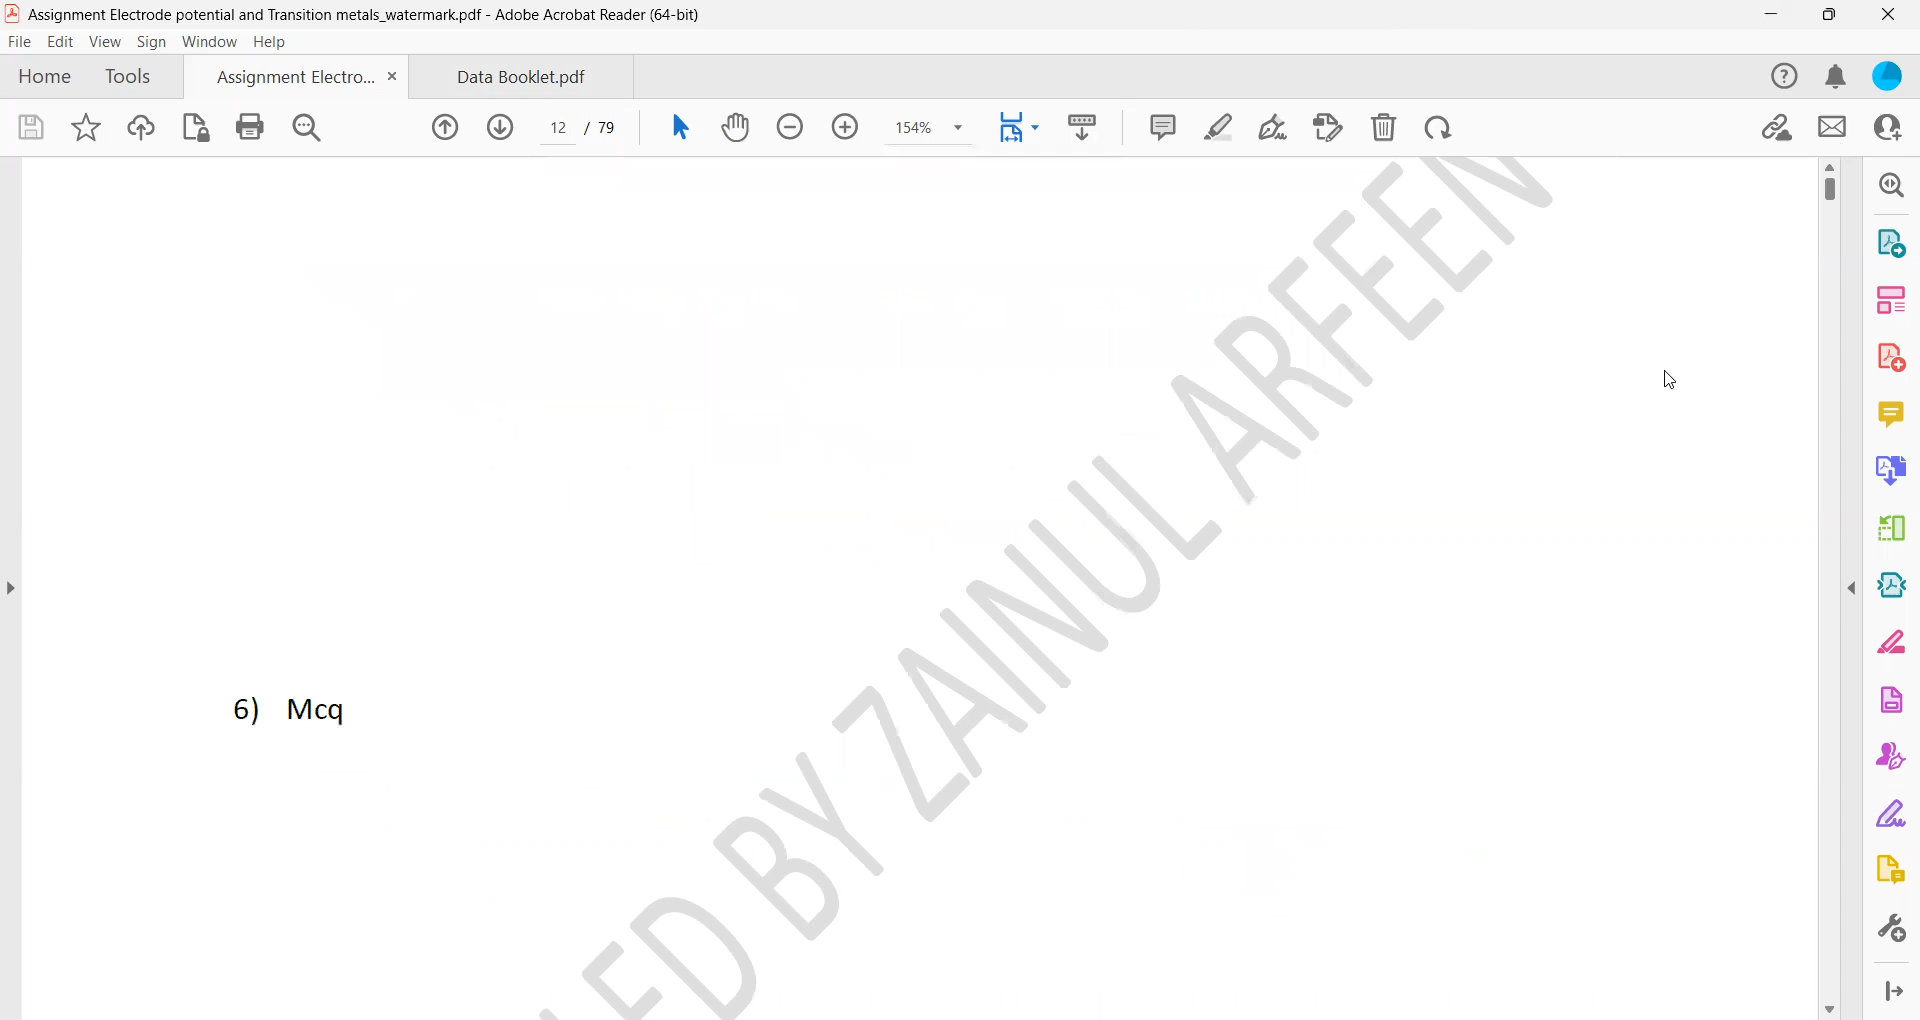 Assignment Electrode potential and Transition metals_watermark.pdf - Adobe Acrobat Reader (64-bit)
File Edit View Sign Window Help
Home Tools Assignment Electro... × Data Booklet.pdf
12 / 79 154%
6) Mcq
ED BY ZAINUL ARFEEN